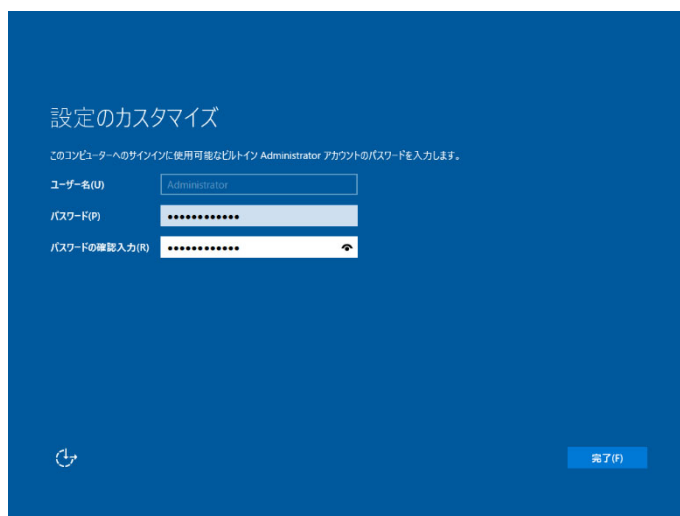 設定のカスタマイズ
このコンピューターへのサインインに使用可能なビルトイン Administrator アカウントのパスワードを入力します。
ユーザー名(U) Administrator
パスワード(P) ••••••••••••
パスワードの確認入力(R) ••••••••••••
完了(F)